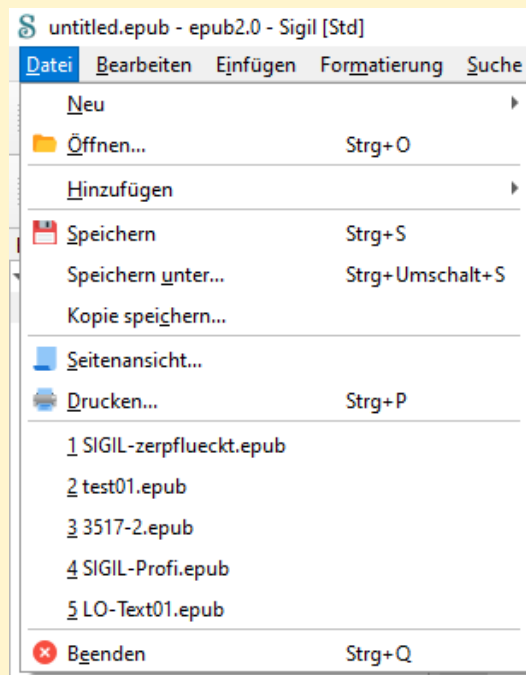 untitled.epub - epub2.0 - Sigil [Std]
Datei Bearbeiten Einfügen Formatierung Suche
Neu
Öffnen... Strg+O
Hinzufügen
Speichern Strg+S
Speichern unter... Strg+Umschalt+S
Kopie speichern...
Seitenansicht...
Drucken... Strg+P
1 SIGIL-zerpflueckt.epub
2 test01.epub
3 3517-2.epub
4 SIGIL-Profi.epub
5 LO-Text01.epub
Beenden Strg+Q